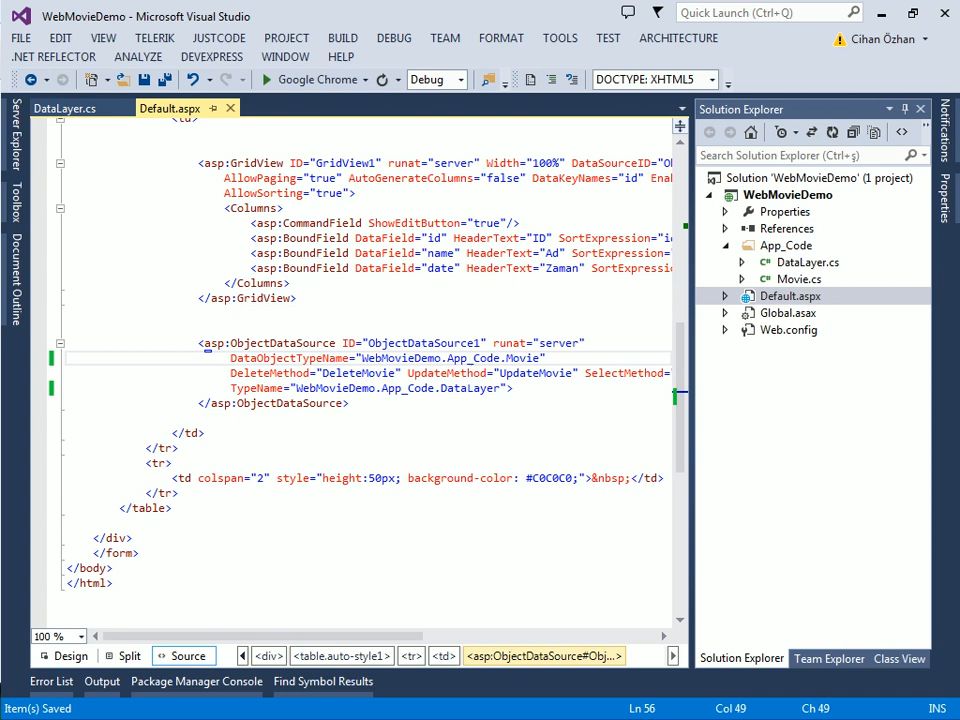 WebMovieDemo - Microsoft Visual Studio
Quick Launch (Ctrl+Q)
FILE EDIT VIEW TELERIK JUSTCODE PROJECT BUILD DEBUG TEAM FORMAT TOOLS TEST ARCHITECTURE
Cihan Özhan
.NET REFLECTOR ANALYZE DEVEXPRESS WINDOW HELP
Google Chrome Debug DOCTYPE: XHTML5
DataLayer.cs Default.aspx
Server Explorer
Toolbox
Document Outline
<td>
<asp:GridView ID="GridView1" runat="server" Width="100%" DataSourceID="Ol
AllowPaging="true" AutoGenerateColumns="false" DataKeyNames="id" Enal
AllowSorting="true">
<Columns>
<asp:CommandField ShowEditButton="true"/>
<asp:BoundField DataField="id" HeaderText="ID" SortExpression="id
<asp:BoundField DataField="name" HeaderText="Ad" SortExpression=
<asp:BoundField DataField="date" HeaderText="Zaman" SortExpressi
</Columns>
</asp:GridView>
<asp:ObjectDataSource ID="ObjectDataSource1" runat="server"
DataObjectTypeName="WebMovieDemo.App_Code.Movie"
DeleteMethod="DeleteMovie" UpdateMethod="UpdateMovie" SelectMethod="
TypeName="WebMovieDemo.App_Code.DataLayer">
</asp:ObjectDataSource>
</td>
</tr>
<tr>
<td colspan="2" style="height:50px; background-color: #C0C0C0;">&nbsp;</td>
</tr>
</table>
</div>
</form>
</body>
</html>
100 %
Design Split Source <div> <table.auto-style1> <tr> <td> <asp:ObjectDataSource#Obj...>
Solution Explorer
Search Solution Explorer (Ctrl+ş)
Solution 'WebMovieDemo' (1 project)
WebMovieDemo
Properties
References
App_Code
DataLayer.cs
Movie.cs
Default.aspx
Global.asax
Web.config
Solution Explorer Team Explorer Class View
Notifications
Properties
Error List Output Package Manager Console Find Symbol Results
Item(s) Saved Ln 56 Col 49 Ch 49 INS